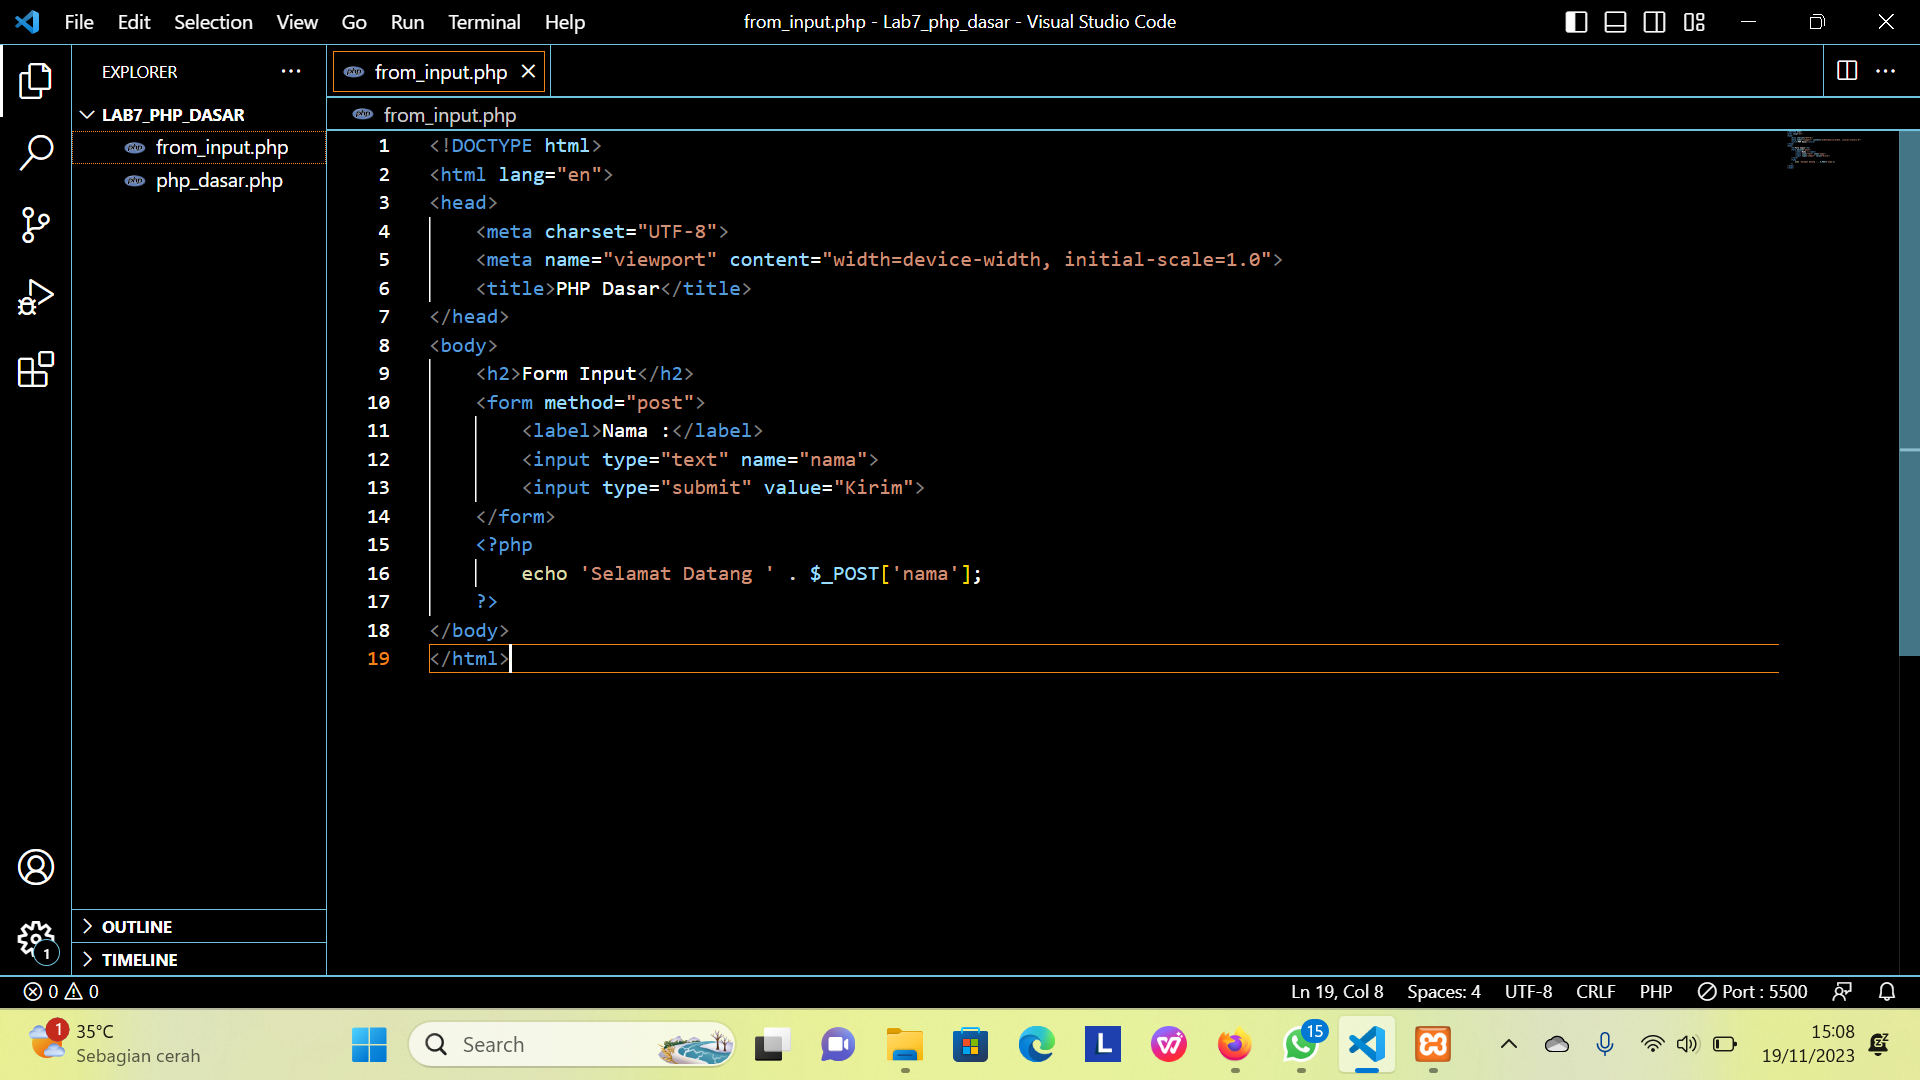 File Edit Selection View Go Run Terminal Help
from_input.php - Lab7_php_dasar - Visual Studio Code
EXPLORER
LAB7_PHP_DASAR
from_input.php
php_dasar.php
OUTLINE
TIMELINE
from_input.php
from_input.php
1 <!DOCTYPE html>
2 <html lang="en">
3 <head>
4 <meta charset="UTF-8">
5 <meta name="viewport" content="width=device-width, initial-scale=1.0">
6 <title>PHP Dasar</title>
7 </head>
8 <body>
9 <h2>Form Input</h2>
10 <form method="post">
11 <label>Nama :</label>
12 <input type="text" name="nama">
13 <input type="submit" value="Kirim">
14 </form>
15 <?php
16 echo 'Selamat Datang ' . $_POST['nama'];
17 ?>
18 </body>
19 </html>
1
0 0
Ln 19, Col 8 Spaces: 4 UTF-8 CRLF PHP Port : 5500
1
35°C
Sebagian cerah
Search
L
15
15:08
19/11/2023